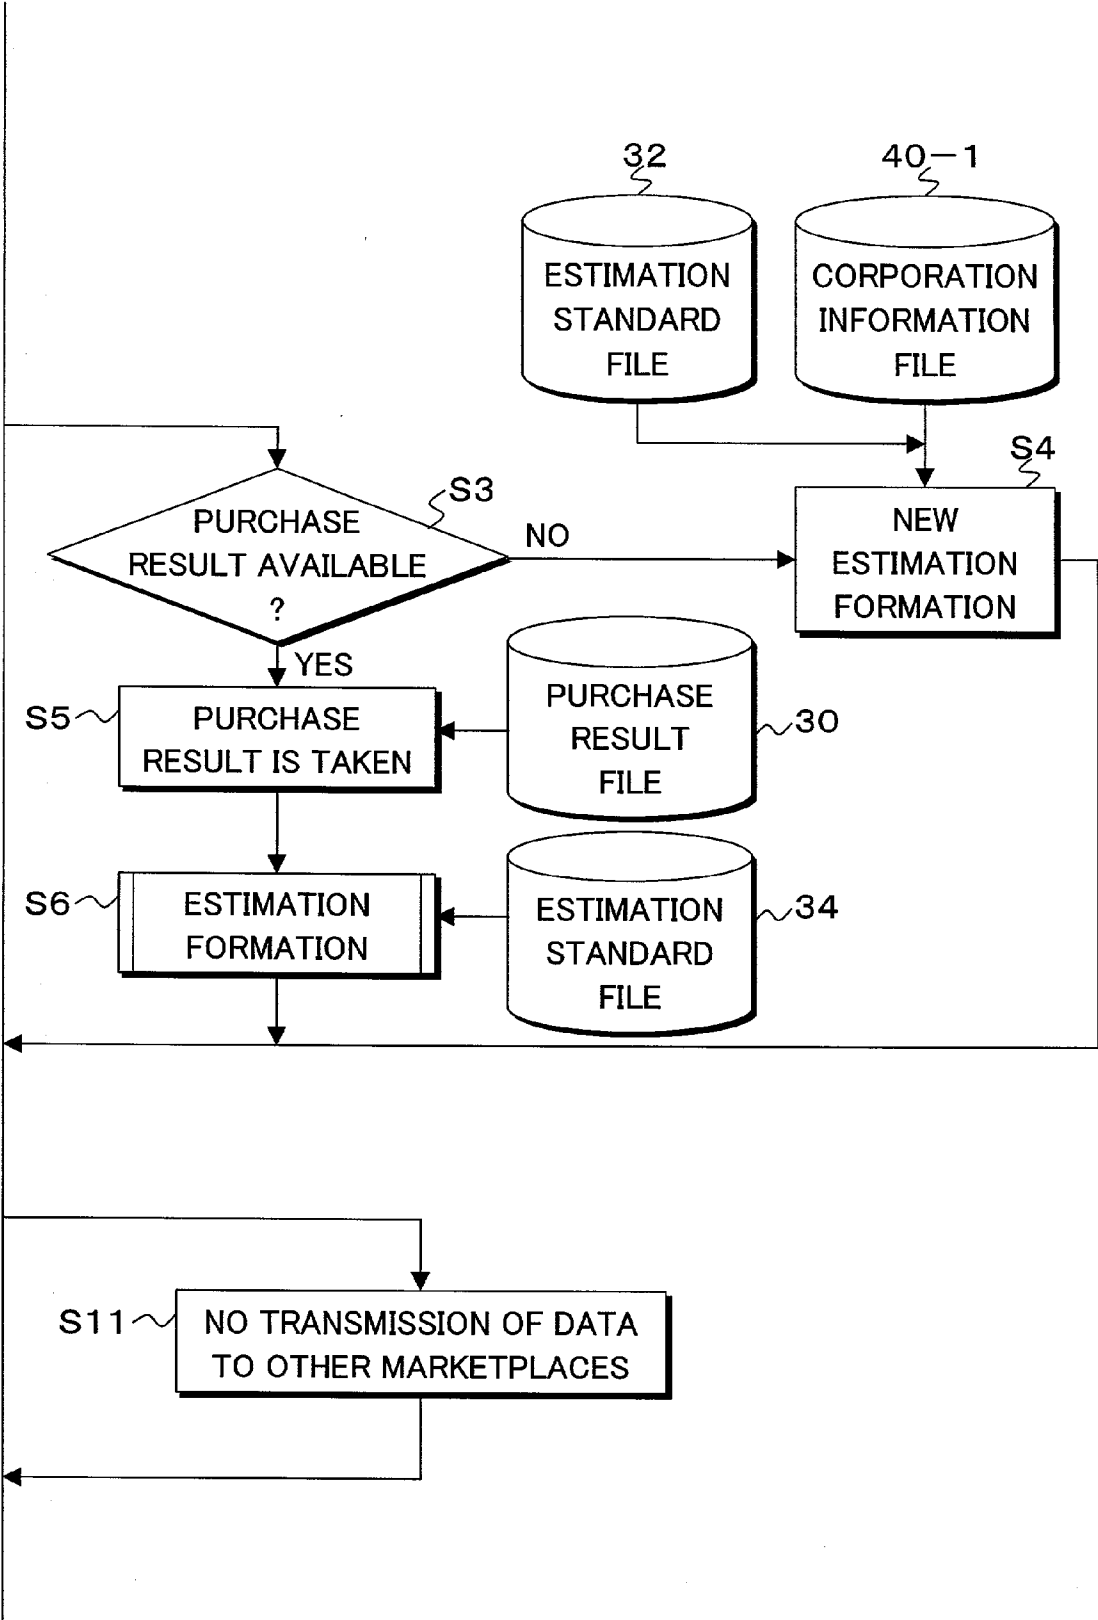 32
40-1
ESTIMATION
STANDARD
FILE
CORPORATION
INFORMATION
FILE
S3
S4
PURCHASE
RESULT AVAILABLE
?
NO
NEW
ESTIMATION
FORMATION
YES
S5
PURCHASE
RESULT IS TAKEN
PURCHASE
RESULT
FILE
30
S6
ESTIMATION
FORMATION
ESTIMATION
STANDARD
FILE
34
S11
NO TRANSMISSION OF DATA
TO OTHER MARKETPLACES